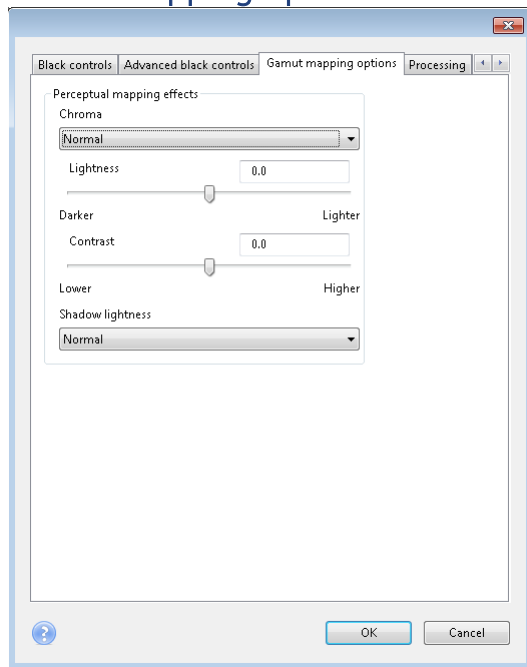 Black controls Advanced black controls Gamut mapping options Processing
Perceptual mapping effects
Chroma
Normal
Lightness 0.0
Darker Lighter
Contrast 0.0
Lower Higher
Shadow lightness
Normal
? OK Cancel